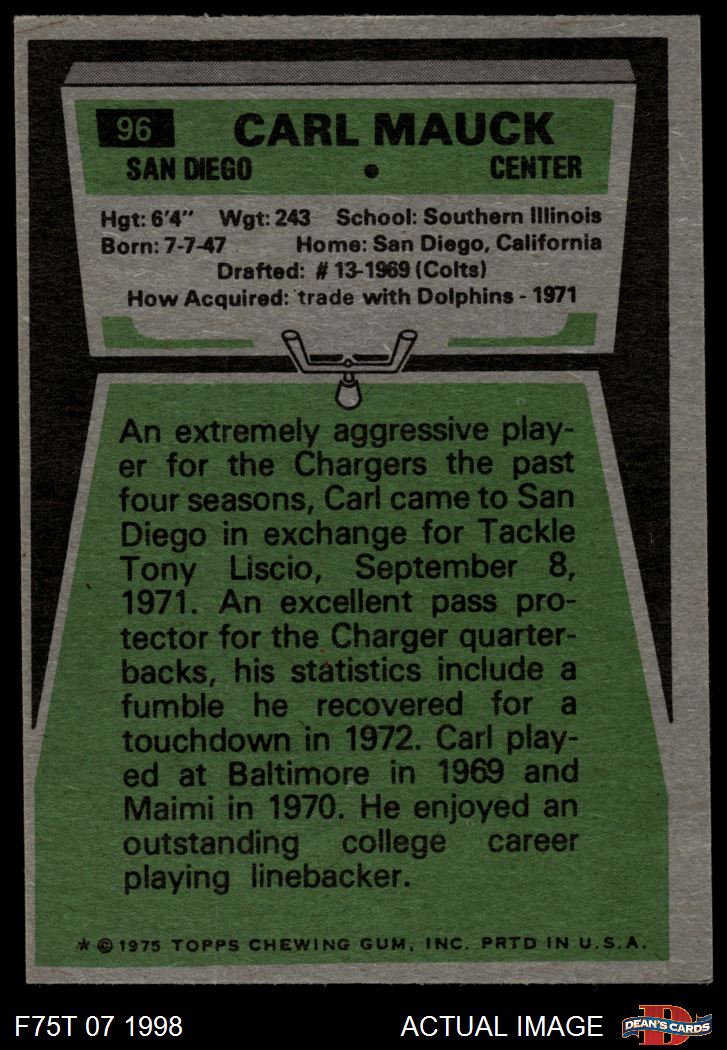 96 CARL MAUCK
SAN DIEGO • CENTER
Hgt: 6'4" Wgt: 243 School: Southern Illinois
Born: 7-7-47 Home: San Diego, California
Drafted: #13-1969 (Colts)
How Acquired: trade with Dolphins - 1971
An extremely aggressive play-
er for the Chargers the past
four seasons, Carl came to San
Diego in exchange for Tackle
Tony Liscio, September 8,
1971. An excellent pass pro-
tector for the Charger quarter-
backs, his statistics include a
fumble he recovered for a
touchdown in 1972. Carl play-
ed at Baltimore in 1969 and
Maimi in 1970. He enjoyed an
outstanding college career
playing linebacker.
* © 1975 TOPPS CHEWING GUM, INC. PRTD IN U.S.A.
F75T 07 1998 ACTUAL IMAGE D DEAN'S CARDS